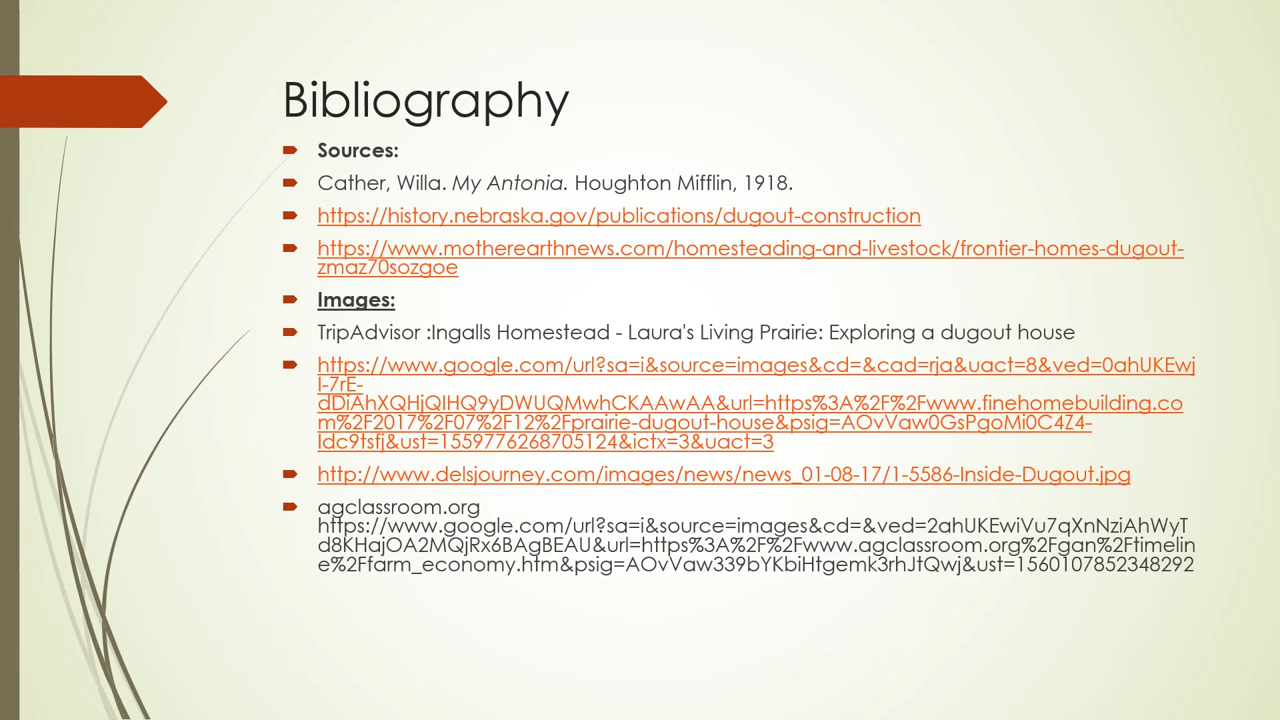 Bibliography
Sources:
Cather, Willa. My Antonia. Houghton Mifflin, 1918.
https://history.nebraska.gov/publications/dugout-construction
https://www.motherearthnews.com/homesteading-and-livestock/frontier-homes-dugout-
zmaz70sozgoe
Images:
TripAdvisor :Ingalls Homestead - Laura's Living Prairie: Exploring a dugout house
https://www.google.com/url?sa=i&source=images&cd=&cad=rja&uact=8&ved=0ahUKEwj
I-7rE-
dDiAhXQHjQIHQ9yDWUQMwhCKAAwAA&url=https%3A%2F%2Fwww.finehomebuilding.co
m%2F2017%2F07%2F12%2Fprairie-dugout-house&psig=AOvVaw0GsPgoMi0C4Z4-
Idc9tsfj&ust=1559776268705124&ictx=3&uact=3
http://www.delsjourney.com/images/news/news_01-08-17/1-5586-Inside-Dugout.jpg
agclassroom.org
https://www.google.com/url?sa=i&source=images&cd=&ved=2ahUKEwiVu7qXnNziAhWyT
d8KHajOA2MQjRx6BAgBEAU&url=https%3A%2F%2Fwww.agclassroom.org%2Fgan%2Ftimelin
e%2Ffarm_economy.htm&psig=AOvVaw339bYKbiHtgemk3rhJtQwj&ust=1560107852348292